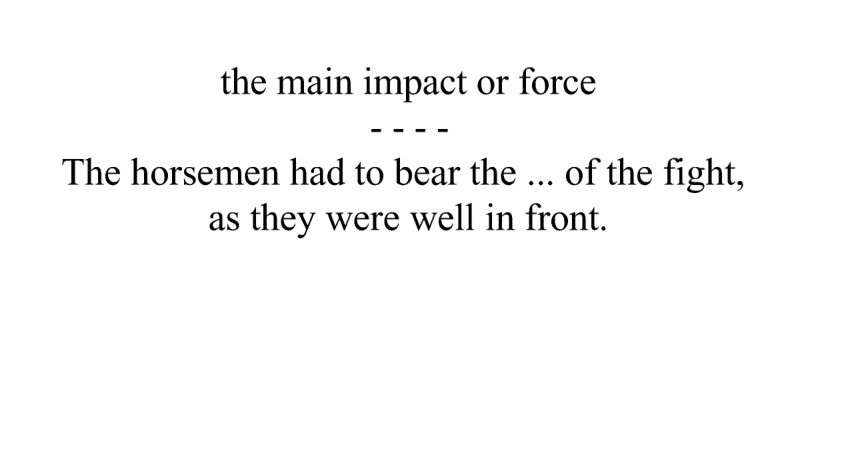 the main impact or force
- - - -
The horsemen had to bear the ... of the fight,
as they were well in front.